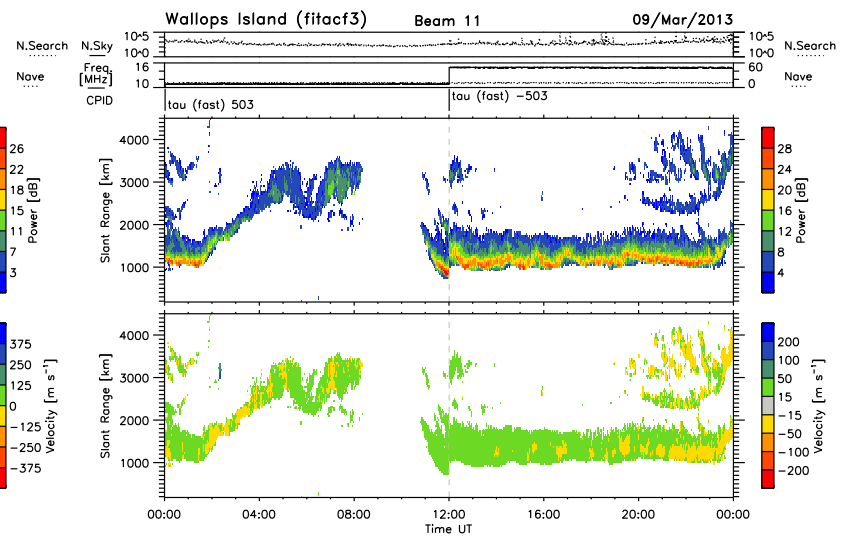 Wallops Island (fitacf3) Beam 11 09/Mar/2013
N.Search N.Sky 10^5 10^0 10^5 10^0 N.Search
Nave Freq. [MHz] 16 10 60 0 Nave
CPID tau (fast) 503 tau (fast) -503
Power [dB] 26 22 18 15 11 7 3
Slant Range [km] 4000 3000 2000 1000
28 24 20 16 12 8 4 Power [dB]
Velocity [m s⁻¹] 375 250 125 0 -125 -250 -375
Slant Range [km] 4000 3000 2000 1000
200 100 50 15 -15 -50 -100 -200 Velocity [m s⁻¹]
00:00 04:00 08:00 12:00 16:00 20:00 00:00
Time UT